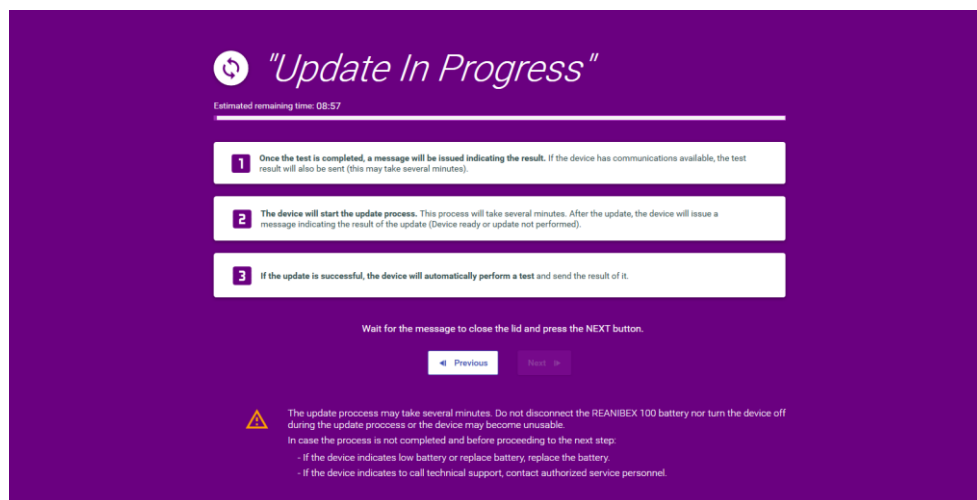 "Update In Progress"
Estimated remaining time: 08:57
1
Once the test is completed, a message will be issued indicating the result. If the device has communications available, the test
result will also be sent (this may take several minutes).
2
The device will start the update process. This process will take several minutes. After the update, the device will issue a
message indicating the result of the update (Device ready or update not performed).
3
If the update is successful, the device will automatically perform a test and send the result of it.
Wait for the message to close the lid and press the NEXT button.
Previous
Next
The update proccess may take several minutes. Do not disconnect the REANIBEX 100 battery nor turn the device off
during the update proccess or the device may become unusable.
In case the process is not completed and before proceeding to the next step:
- If the device indicates low battery or replace battery, replace the battery.
- If the device indicates to call technical support, contact authorized service personnel.